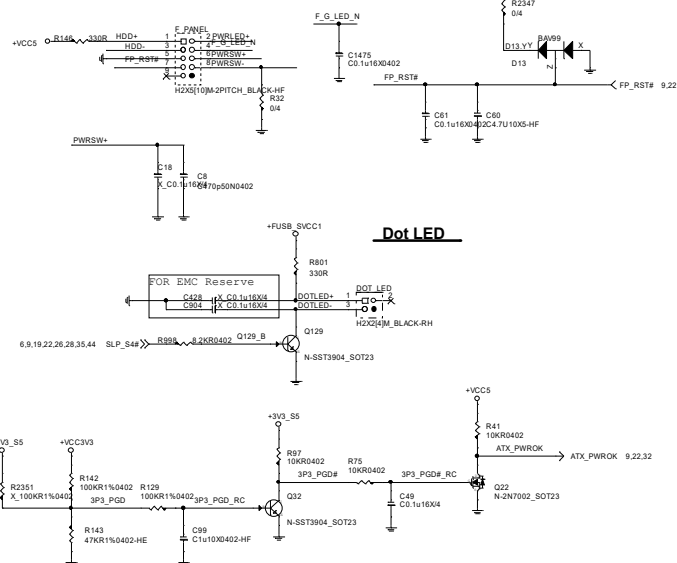 F_G_LED_N
R2347
0/4
F_PANEL
+VCC5
R146
330R
HDD+
1
2
PWRLED+
HDD-
3
4
F_G_LED_N
5
6
PWRSW+
FP_RST#
7
8
PWRSW-
H2X5[10]M-2PITCH_BLACK-HF
R32
0/4
C1475
C0.1u16X0402
BAV99
D13.Y
Y
X
D13
Z
FP_RST#
FP_RST# 9,22
C61
C0.1u16X0402
C60
C4.7U10X5-HF
PWRSW+
C18
X_C0.1u16X/4
C8
C470p50N0402
+FUSB_SVCC1
Dot LED
R801
330R
FOR EMC Reserve
C428
X_C0.1u16X/4
C904
X_C0.1u16X/4
DOTLED+
DOTLED-
DOT_LED
1
2
3
H2X2[4]M_BLACK-RH
6,9,19,22,26,28,35,44 SLP_S4#
R998
8.2KR0402
Q129_B
Q129
N-SST3904_SOT23
+VCC5
R41
10KR0402
ATX_PWROK
ATX_PWROK 9,22,32
+3V3_S5
R97
10KR0402
3P3_PGD#
R75
10KR0402
3P3_PGD#_RC
C49
C0.1u16X/4
Q22
N-2N7002_SOT23
V3_S5
+VCC3V3
R2351
X_100KR1%0402
R142
100KR1%0402
3P3_PGD
R129
100KR1%0402
3P3_PGD_RC
Q32
N-SST3904_SOT23
R143
47KR1%0402-HE
C99
C1u10X0402-HF